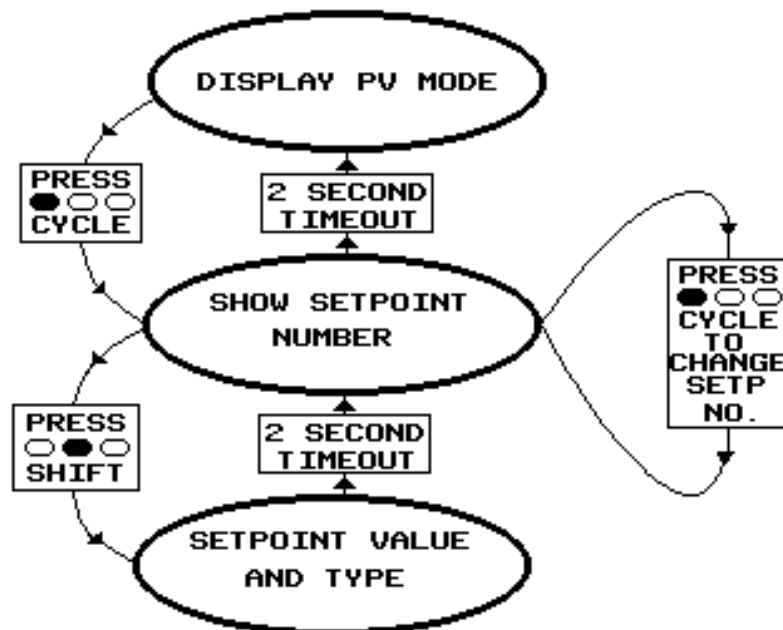 DISPLAY PV MODE
PRESS
CYCLE
2 SECOND
TIMEOUT
SHOW SETPOINT
NUMBER
PRESS
CYCLE
TO
CHANGE
SETP
NO.
PRESS
SHIFT
2 SECOND
TIMEOUT
SETPOINT VALUE
AND TYPE